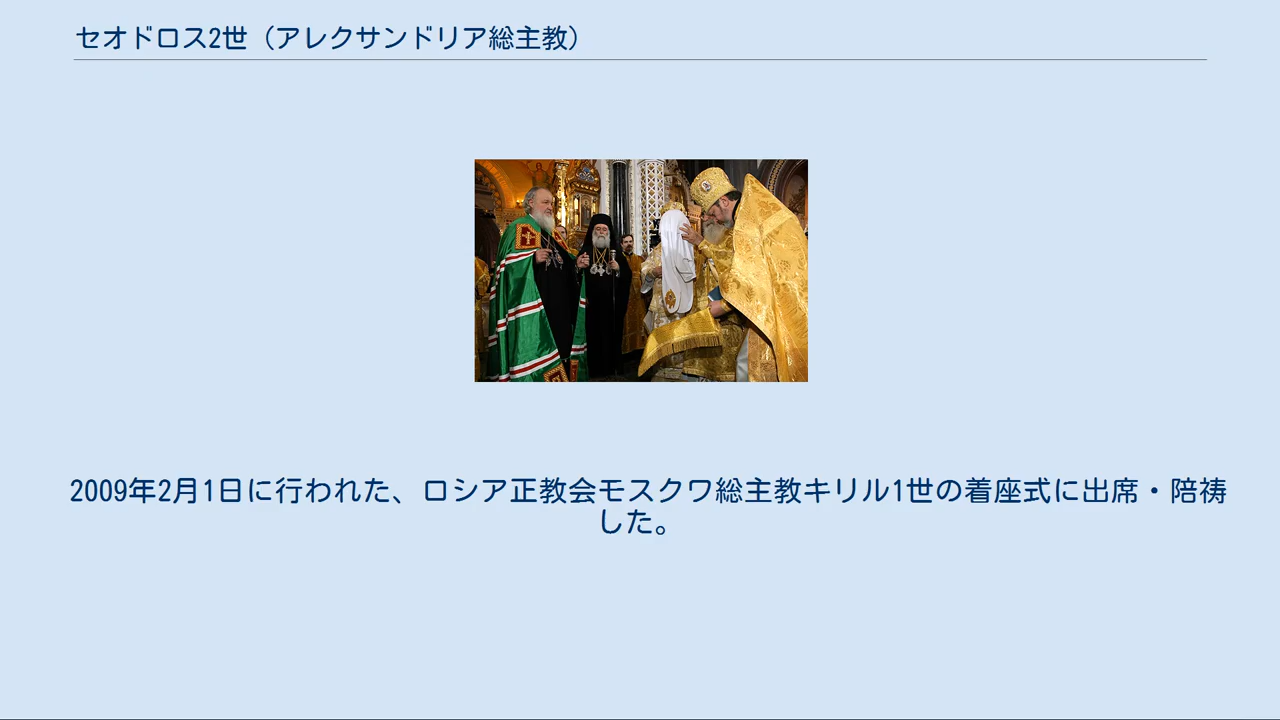 セオドロス2世（アレクサンドリア総主教）
2009年2月1日に行われた、ロシア正教会モスクワ総主教キリル1世の着座式に出席・陪祷
した。